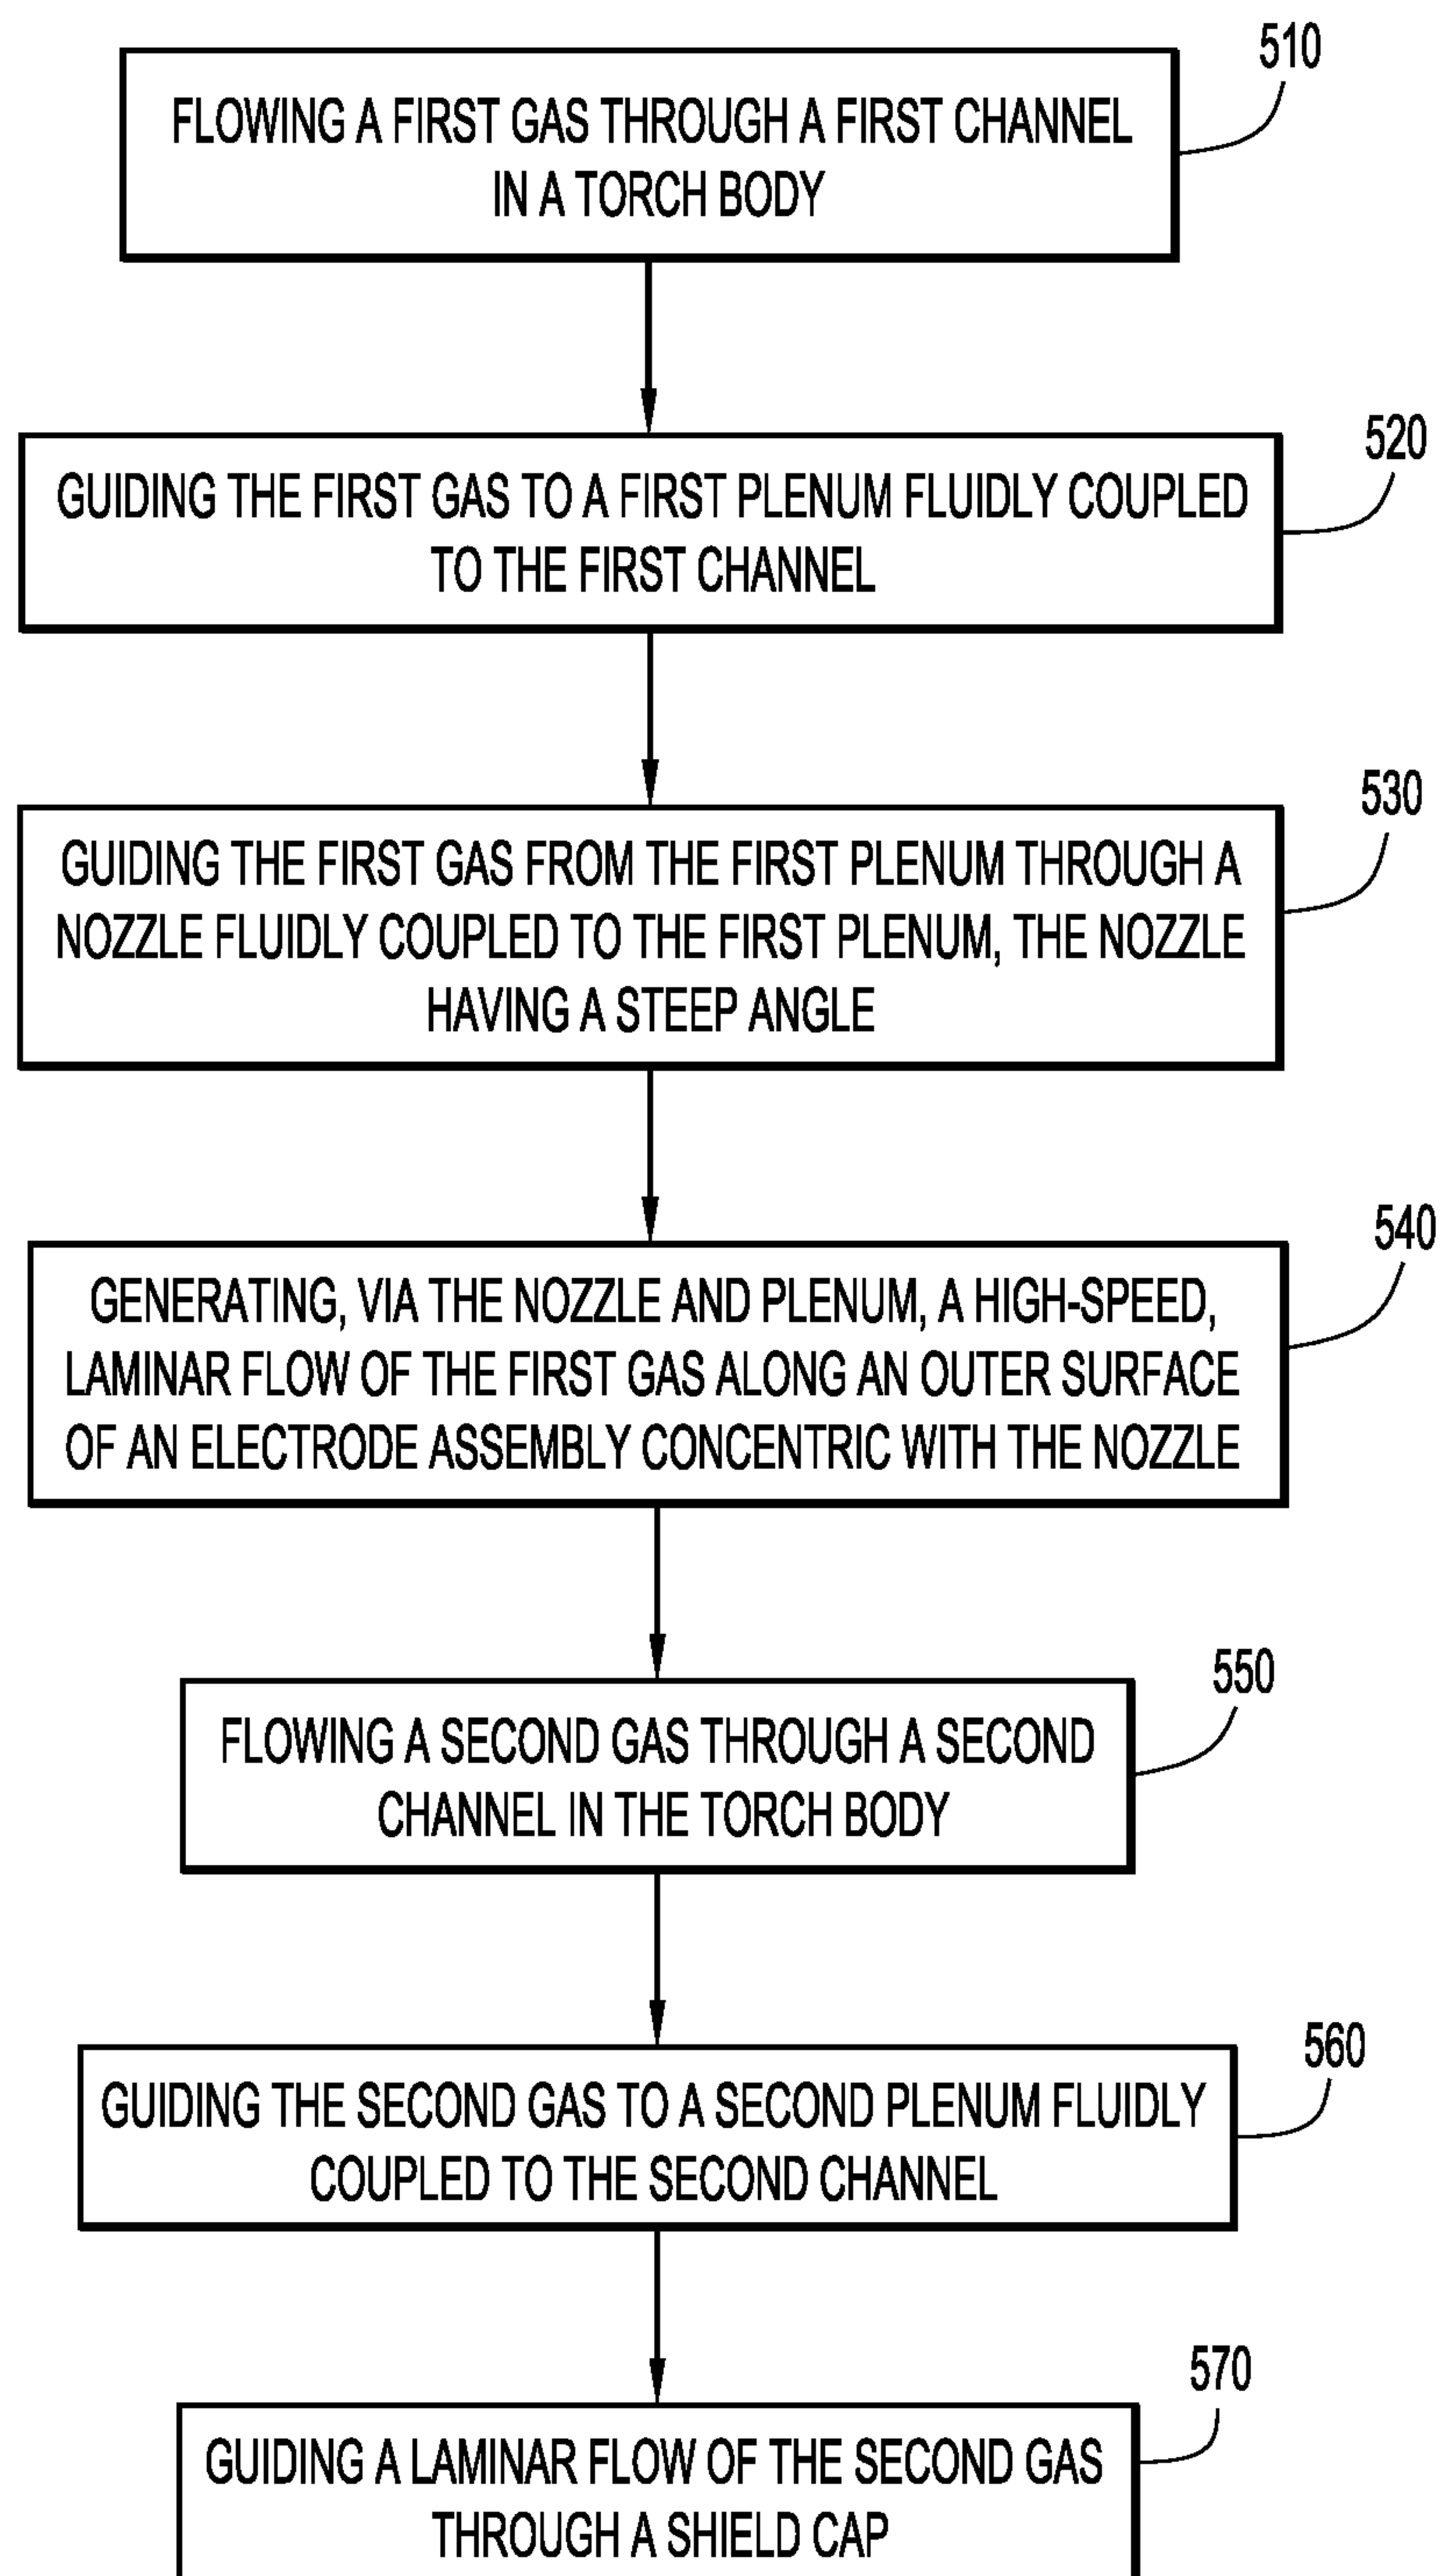 510
FLOWING A FIRST GAS THROUGH A FIRST CHANNEL
IN A TORCH BODY
520
GUIDING THE FIRST GAS TO A FIRST PLENUM FLUIDLY COUPLED
TO THE FIRST CHANNEL
530
GUIDING THE FIRST GAS FROM THE FIRST PLENUM THROUGH A
NOZZLE FLUIDLY COUPLED TO THE FIRST PLENUM, THE NOZZLE
HAVING A STEEP ANGLE
540
GENERATING, VIA THE NOZZLE AND PLENUM, A HIGH-SPEED,
LAMINAR FLOW OF THE FIRST GAS ALONG AN OUTER SURFACE
OF AN ELECTRODE ASSEMBLY CONCENTRIC WITH THE NOZZLE
550
FLOWING A SECOND GAS THROUGH A SECOND
CHANNEL IN THE TORCH BODY
560
GUIDING THE SECOND GAS TO A SECOND PLENUM FLUIDLY
COUPLED TO THE SECOND CHANNEL
570
GUIDING A LAMINAR FLOW OF THE SECOND GAS
THROUGH A SHIELD CAP